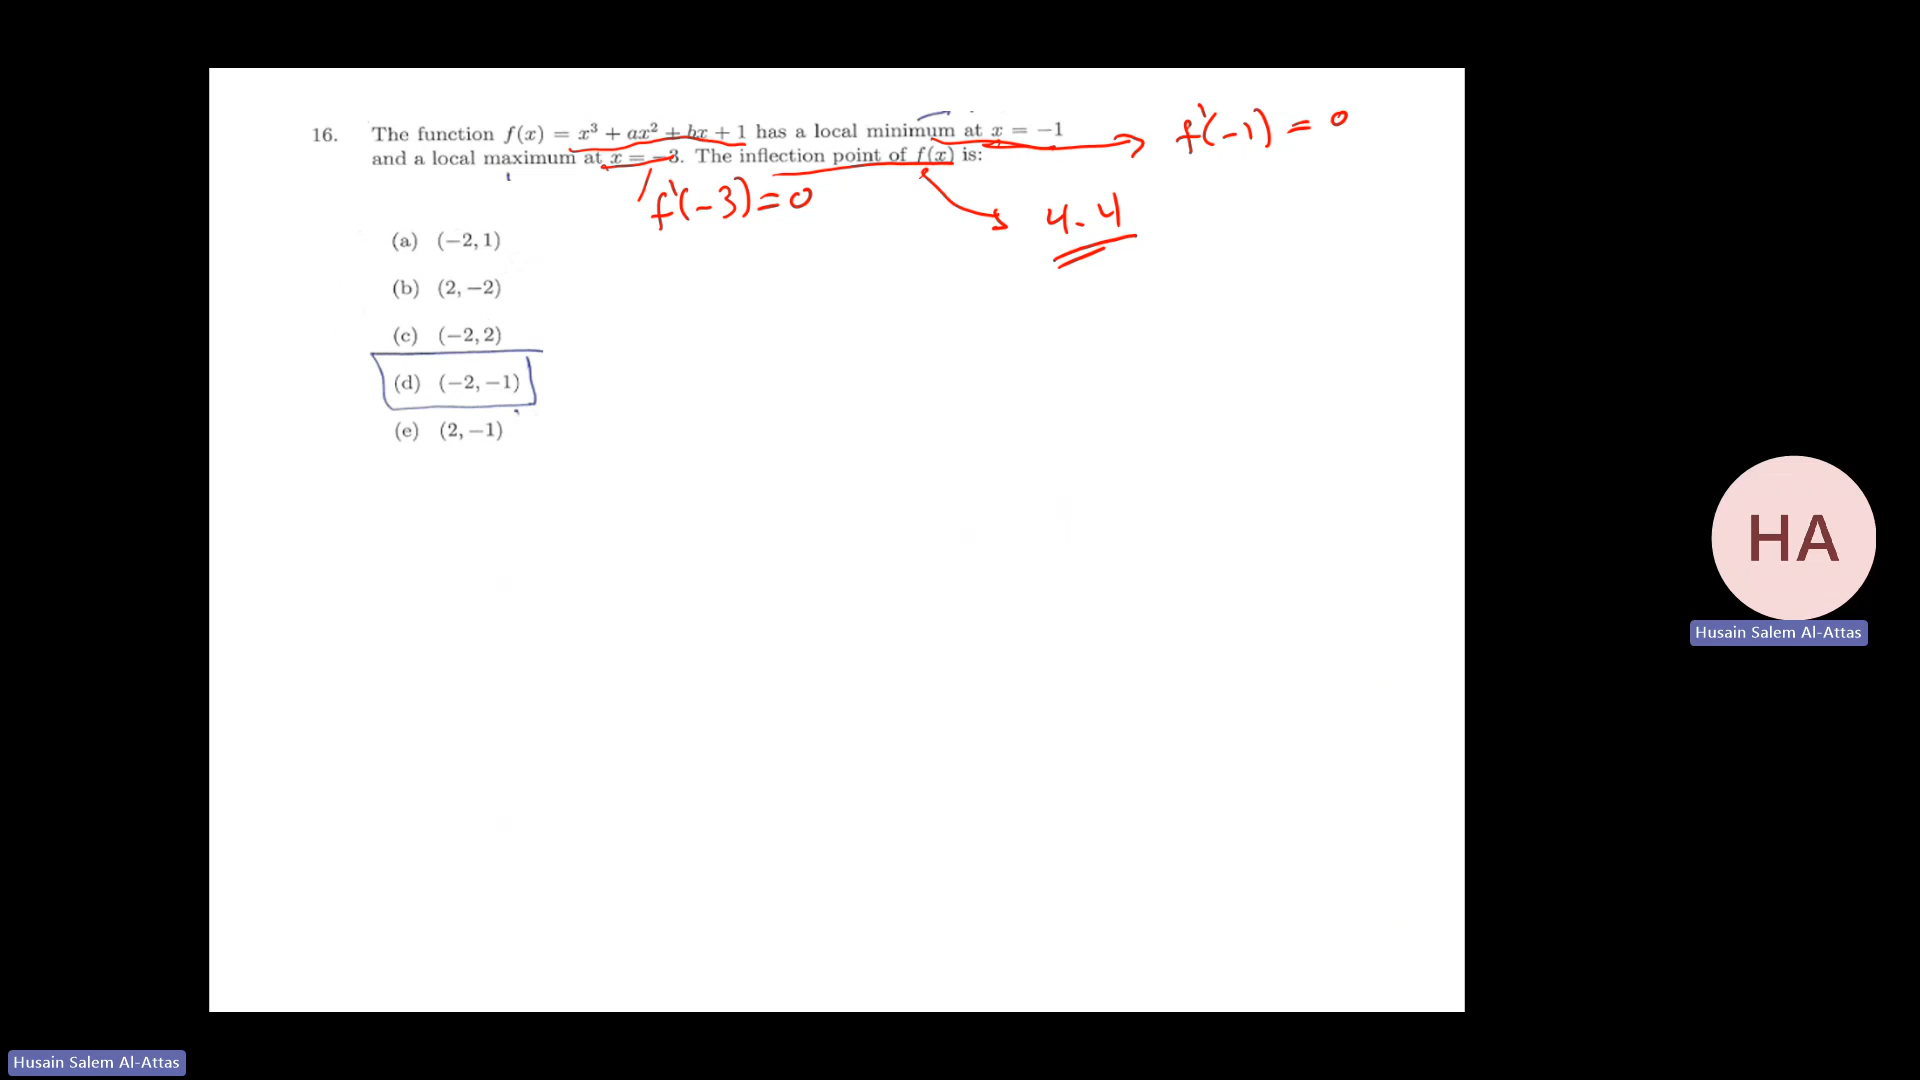 16. The function f(x) = x³ + ax² + bx + 1 has a local minimum at x = −1
and a local maximum at x = −3. The inflection point of f(x) is:
f'(-1) = 0
f'(-3) = 0
4.4
(a) (−2, 1)
(b) (2, −2)
(c) (−2, 2)
(d) (−2, −1)
(e) (2, −1)
HA
Husain Salem Al-Attas
Husain Salem Al-Attas